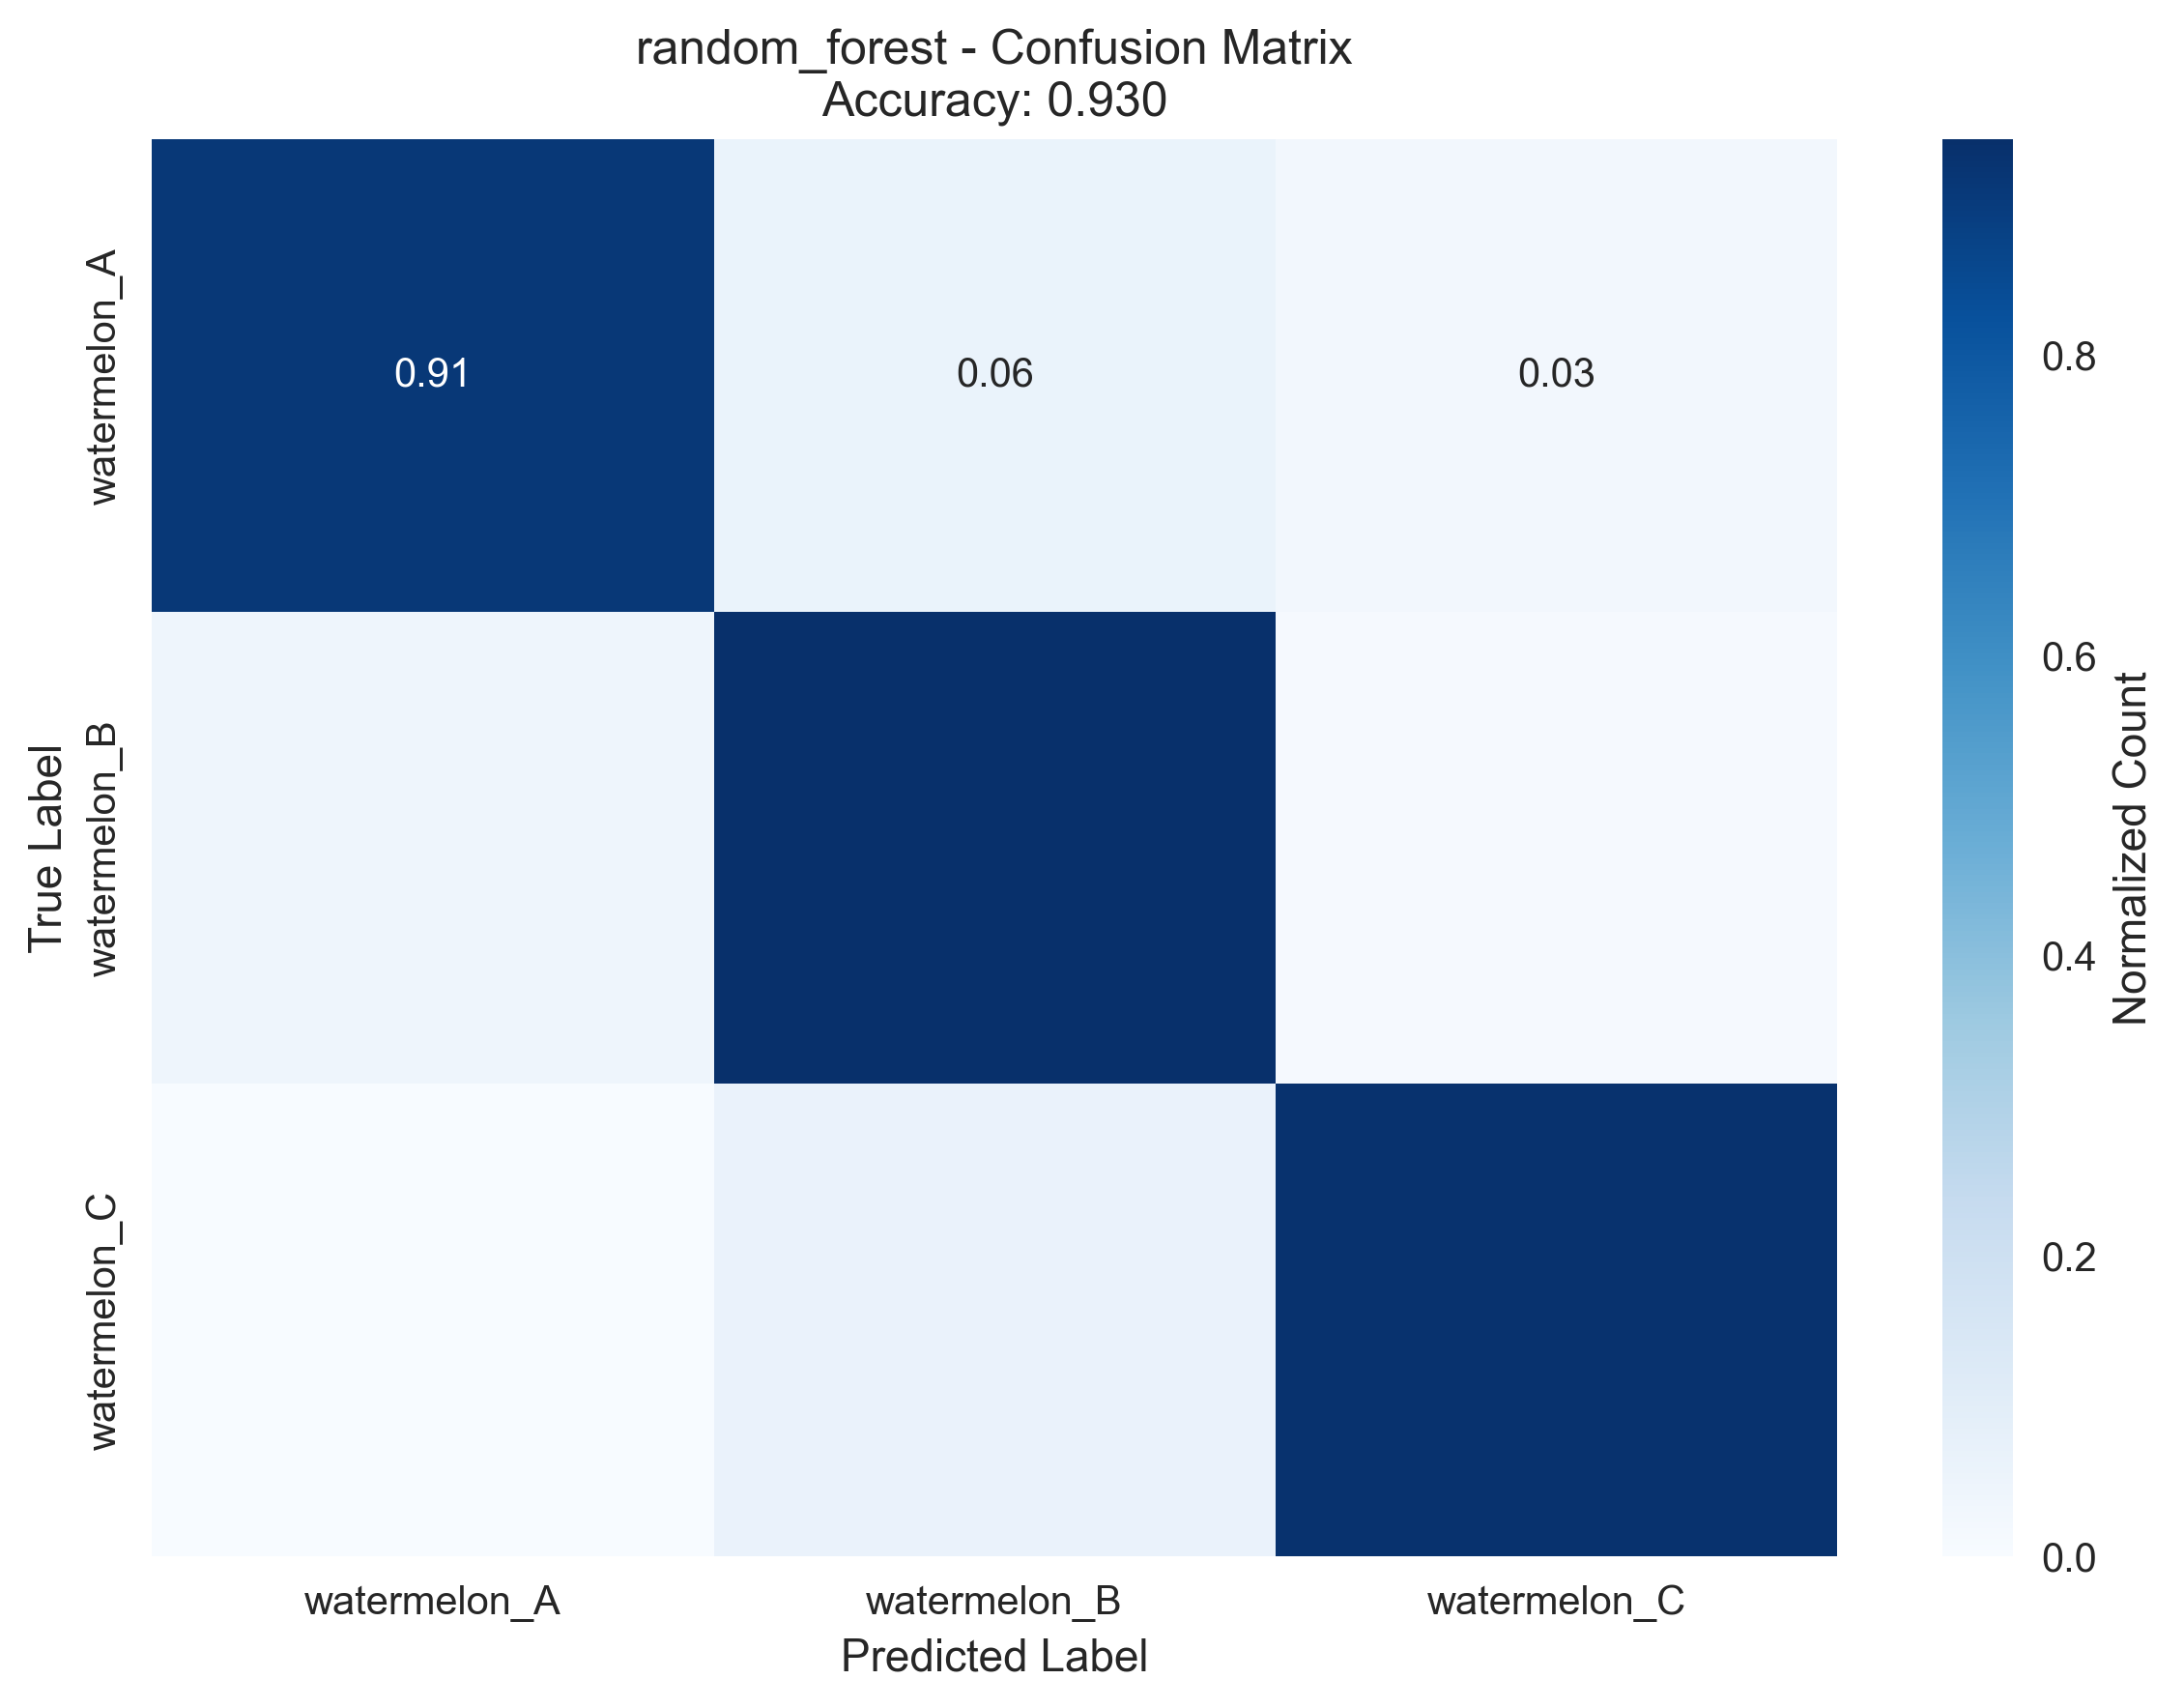 random_forest - Confusion Matrix
Accuracy: 0.930
True Label
watermelon_A
0.91
0.06
0.03
watermelon_B
watermelon_C
watermelon_A
watermelon_B
watermelon_C
Predicted Label
0.8
0.6
0.4
0.2
0.0
Normalized Count